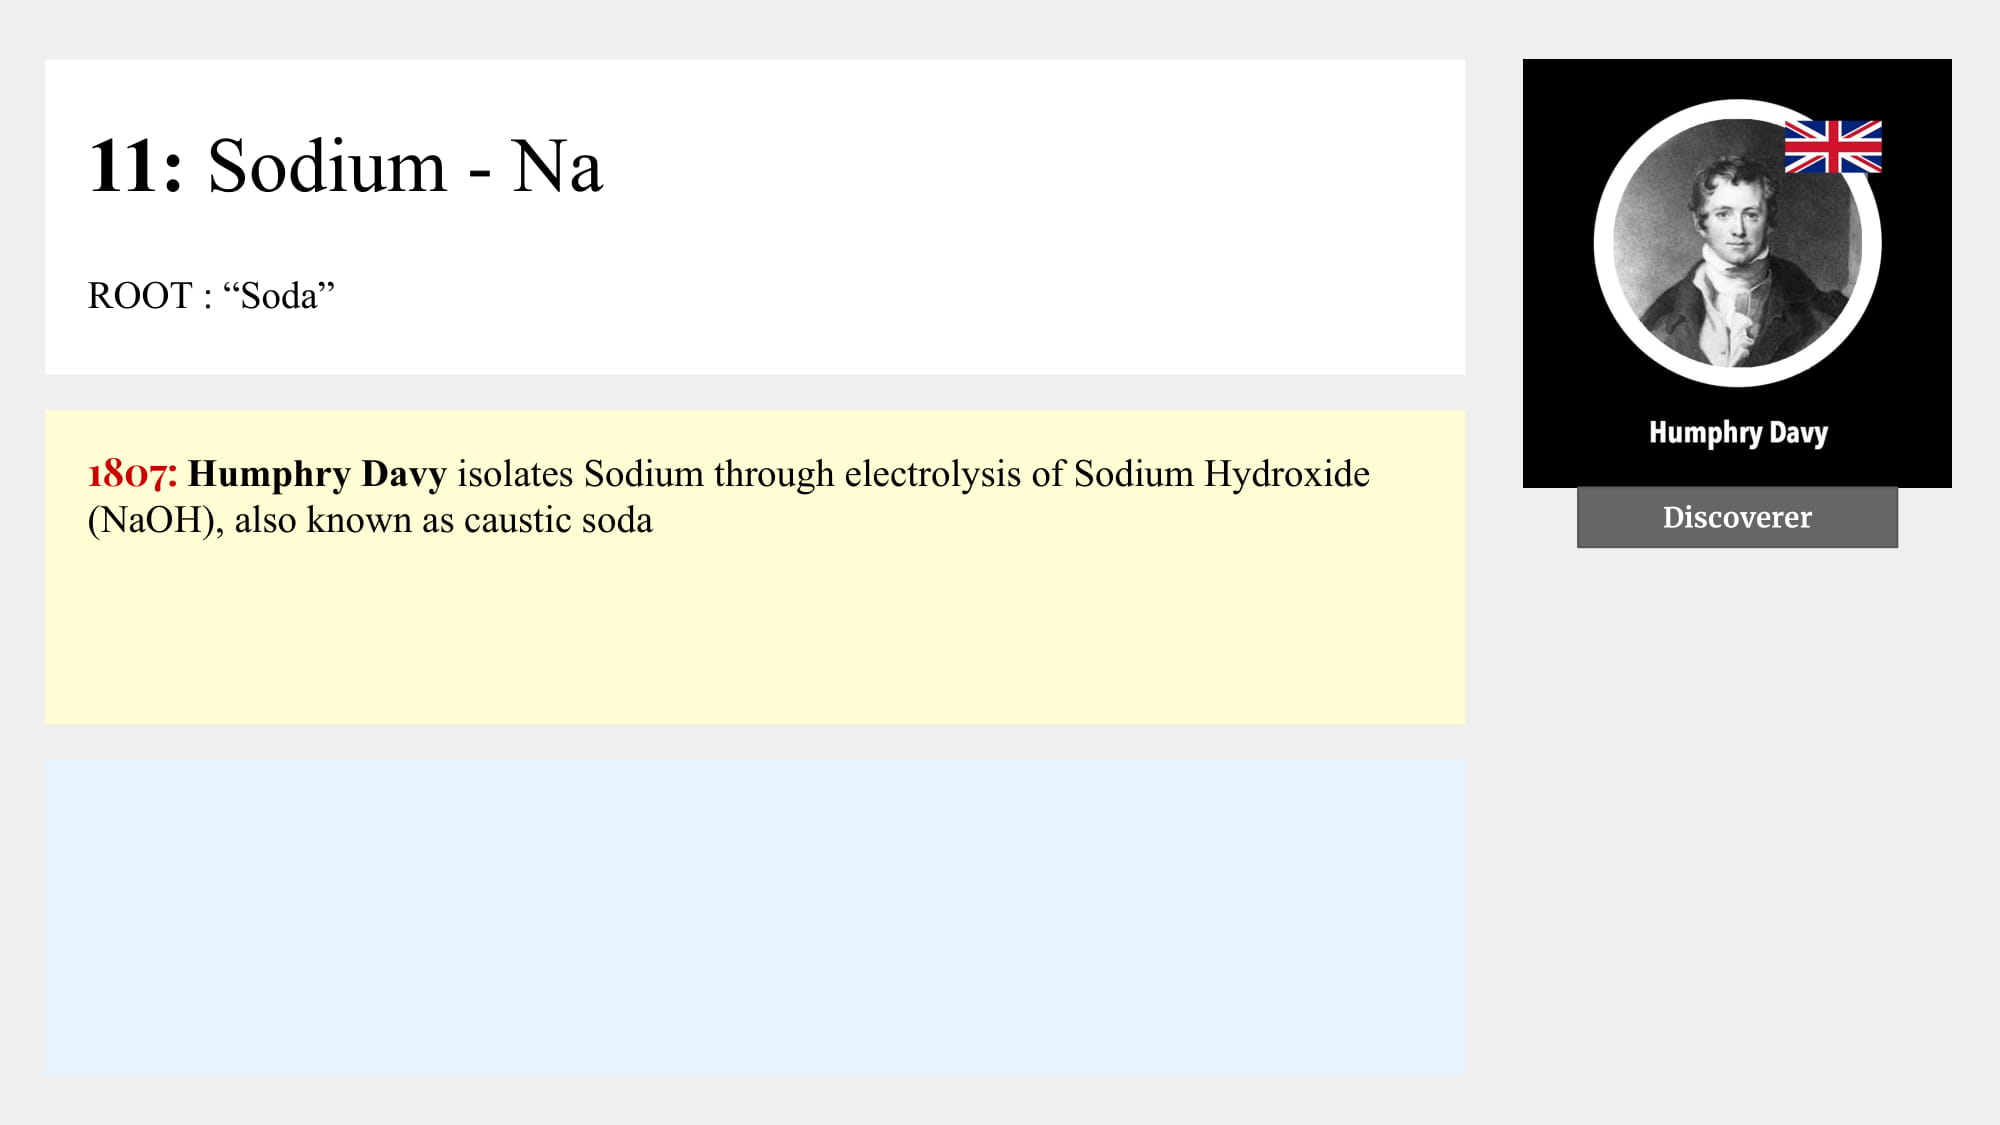 11: Sodium - Na
ROOT : “Soda”
1807: Humphry Davy isolates Sodium through electrolysis of Sodium Hydroxide
(NaOH), also known as caustic soda
Humphry Davy
Discoverer